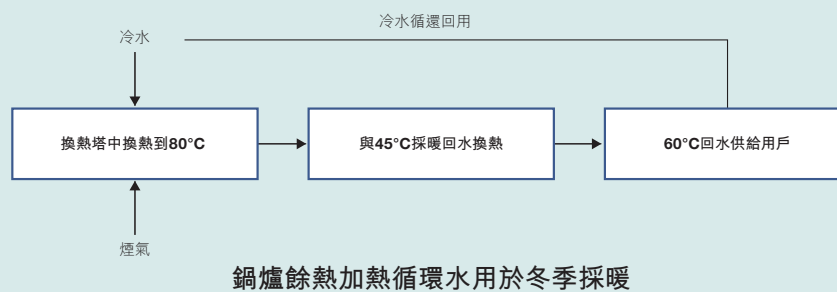 冷水循還回用
冷水
換熱塔中換熱到80°C
與45°C採暖回水換熱
60°C回水供給用戶
煙氣
鍋爐餘熱加熱循環水用於冬季採暖